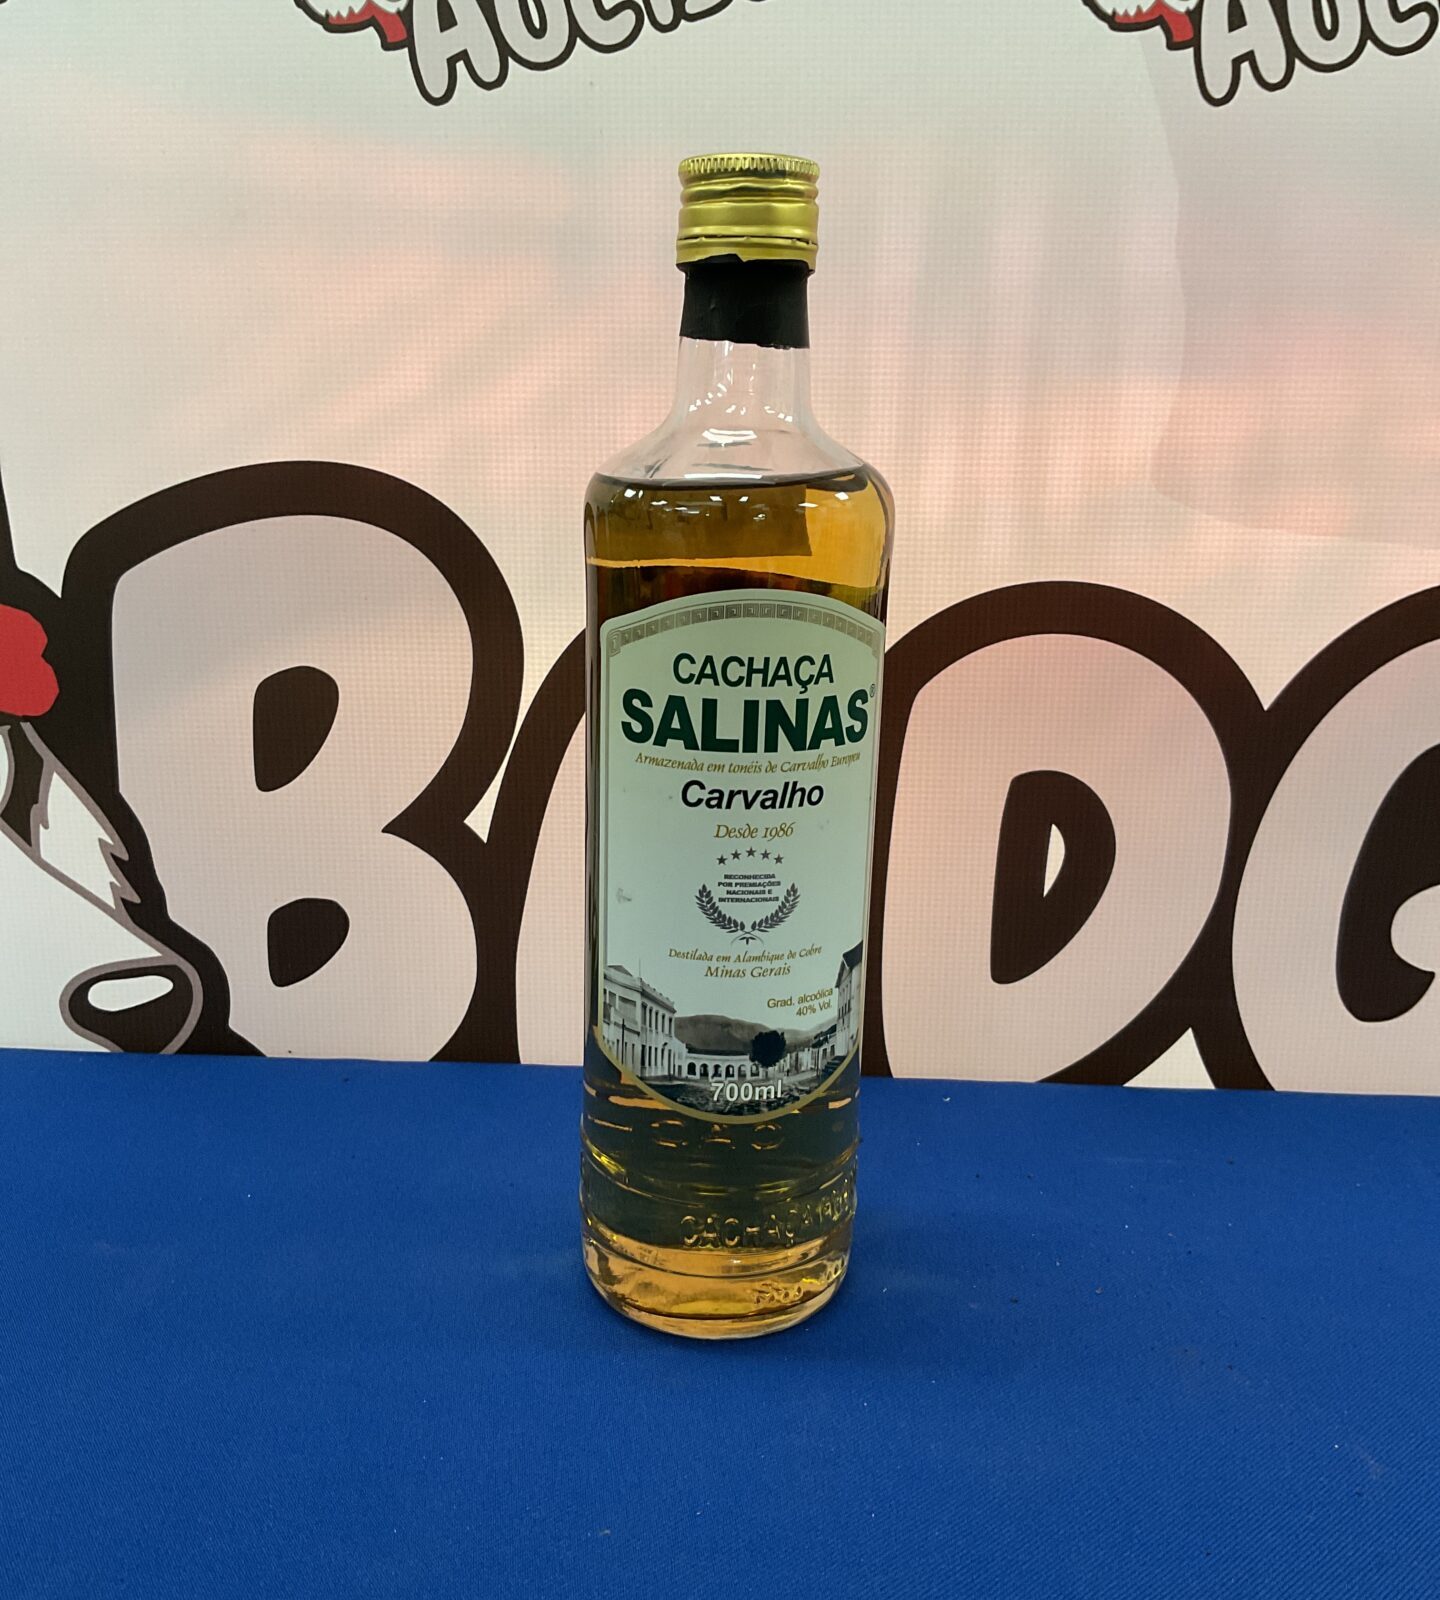 CACHAÇA
SALINAS®
Armazenada em tonéis de Carvalho Europeu
Carvalho
Desde 1986
RECONHECIDA
POR PREMIAÇÕES
NACIONAIS E
INTERNACIONAIS
Destilada em Alambique de Cobre
Minas Gerais
Grad. alcoólica
40% Vol.
700ml
CACHAÇA